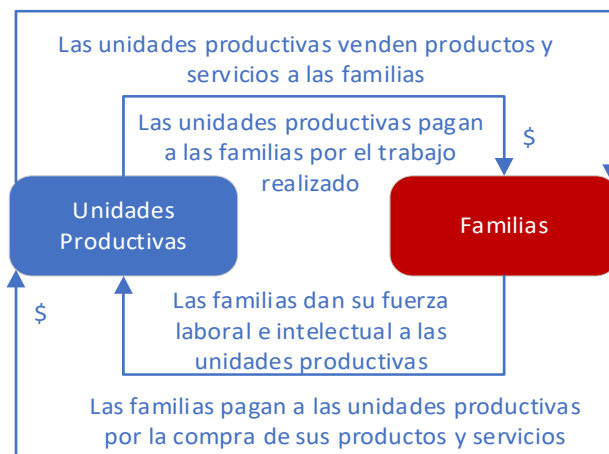 Las unidades productivas venden productos y
servicios a las familias
Las unidades productivas pagan
a las familias por el trabajo
realizado
$
Unidades
Productivas
Familias
Las familias dan su fuerza
laboral e intelectual a las
unidades productivas
$
Las familias pagan a las unidades productivas
por la compra de sus productos y servicios